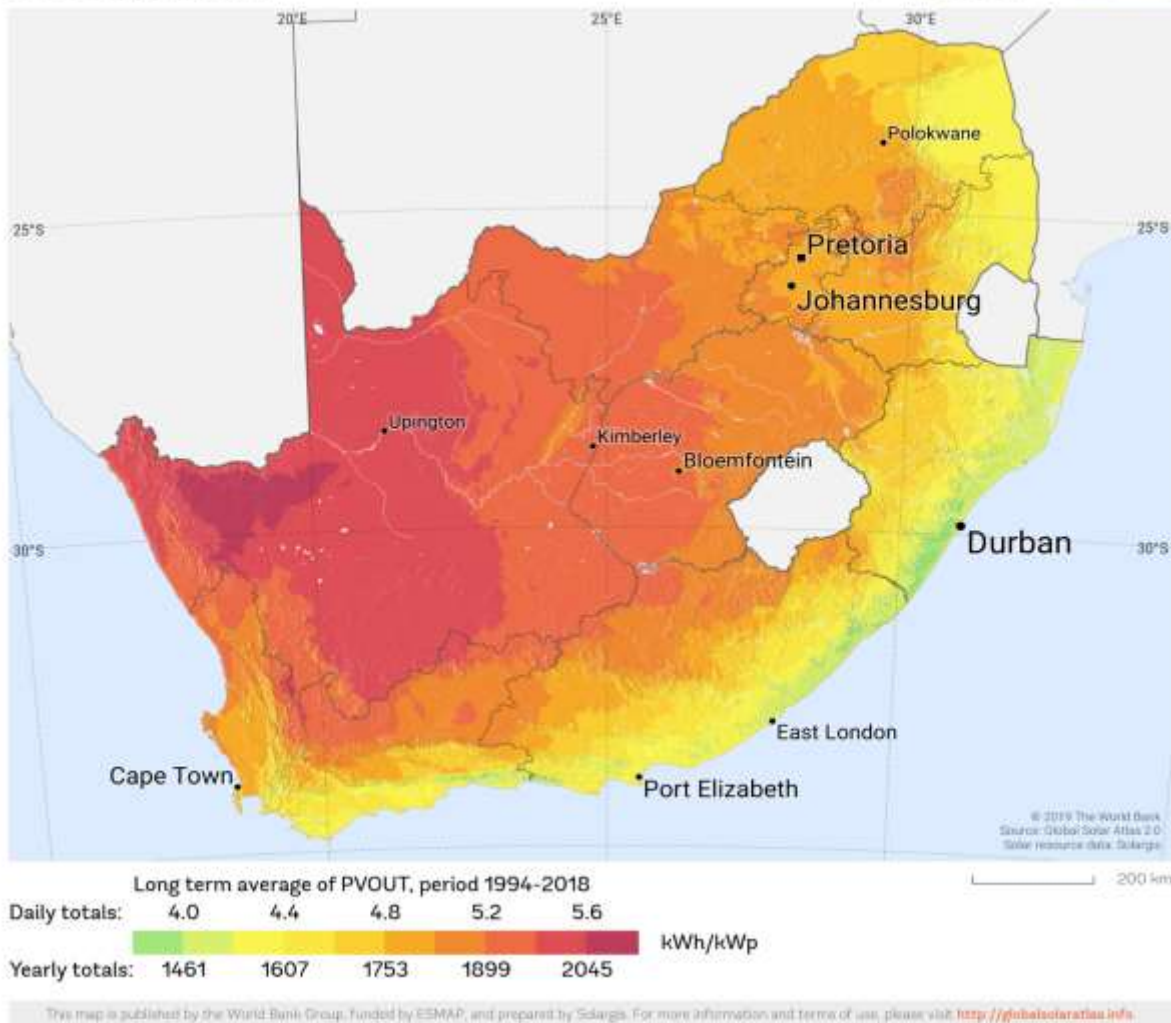 20°E 25°E 30°E
Polokwane
25°S 25°S
Pretoria
Johannesburg
Upington
Kimberley
Bloemfontein
30°S Durban 30°S
East London
Cape Town
Port Elizabeth
© 2019 The World Bank
Source: Global Solar Atlas 2.0
Solar resource data: Solargis
Long term average of PVOUT, period 1994-2018
200 km
Daily totals: 4.0 4.4 4.8 5.2 5.6
kWh/kWp
Yearly totals: 1461 1607 1753 1899 2045
This map is published by the World Bank Group, funded by ESMAP, and prepared by Solargis. For more information and terms of use, please visit http://globalsolaratlas.info.